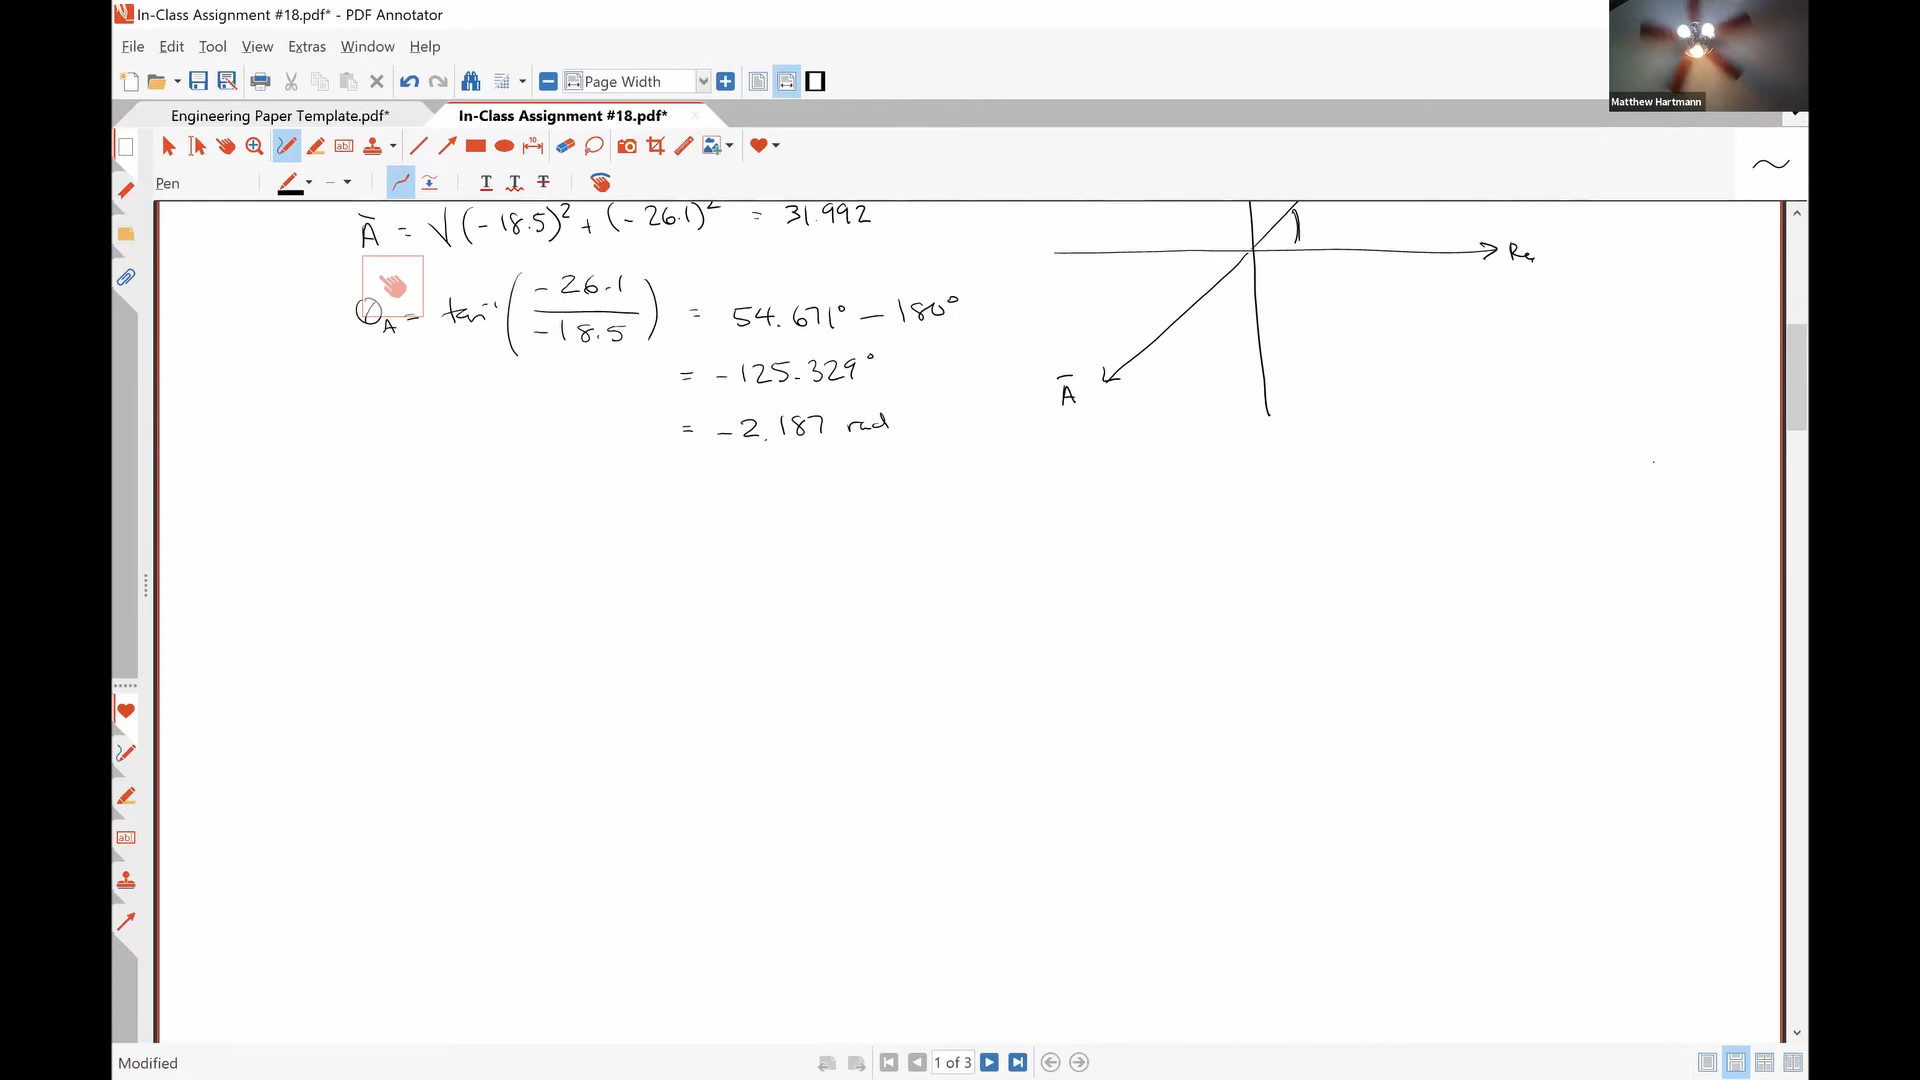 In-Class Assignment #18.pdf* - PDF Annotator
Matthew Hartmann
File Edit Tool View Extras Window Help
Page Width
Engineering Paper Template.pdf* In-Class Assignment #18.pdf*
Pen
Ā = √(-18.5)² + (-26.1)² = 31.992
Θ_A = tan⁻¹(-26.1 / -18.5) = 54.671° - 180°
= -125.329°
= -2.187 rad
Re
Ā
Modified
1 of 3